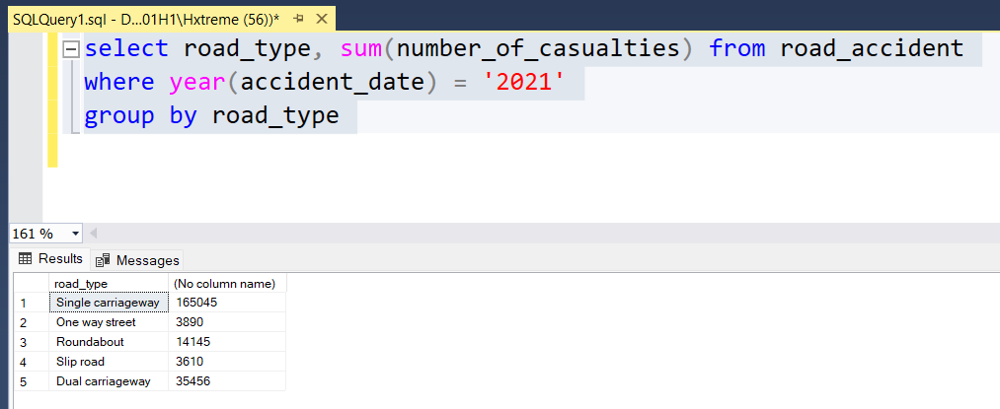 SQLQuery1.sql - D...01H1\Hxtreme (56))*
select road_type, sum(number_of_casualties) from road_accident
where year(accident_date) = '2021'
group by road_type
161 %
Results Messages
road_type (No column name)
1 Single carriageway 165045
2 One way street 3890
3 Roundabout 14145
4 Slip road 3610
5 Dual carriageway 35456